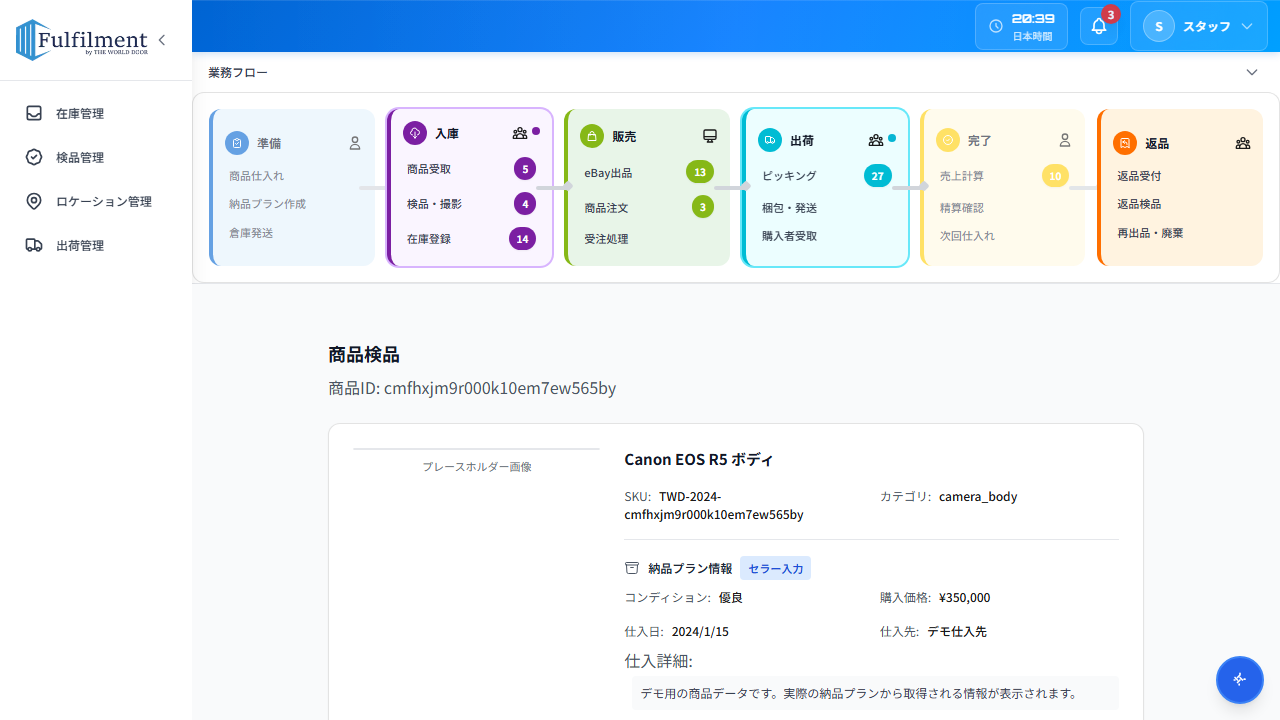 Fulfilment
by THE WORLD DOOR
20:39
日本時間
3
S
スタッフ
在庫管理
検品管理
ロケーション管理
出荷管理
業務フロー
準備
商品仕入れ
納品プラン作成
倉庫発送
入庫
商品受取
5
検品・撮影
4
在庫登録
14
販売
eBay出品
13
商品注文
3
受注処理
出荷
ピッキング
27
梱包・発送
購入者受取
完了
売上計算
10
精算確認
次回仕入れ
返品
返品受付
返品検品
再出品・廃棄
商品検品
商品ID: cmfhxjm9r000k10em7ew565by
プレースホルダー画像
Canon EOS R5 ボディ
SKU: TWD-2024-
cmfhxjm9r000k10em7ew565by
カテゴリ: camera_body
納品プラン情報 セラー入力
コンディション: 優良
購入価格: ¥350,000
仕入日: 2024/1/15
仕入先: デモ仕入先
仕入詳細:
デモ用の商品データです。実際の納品プランから取得される情報が表示されます。